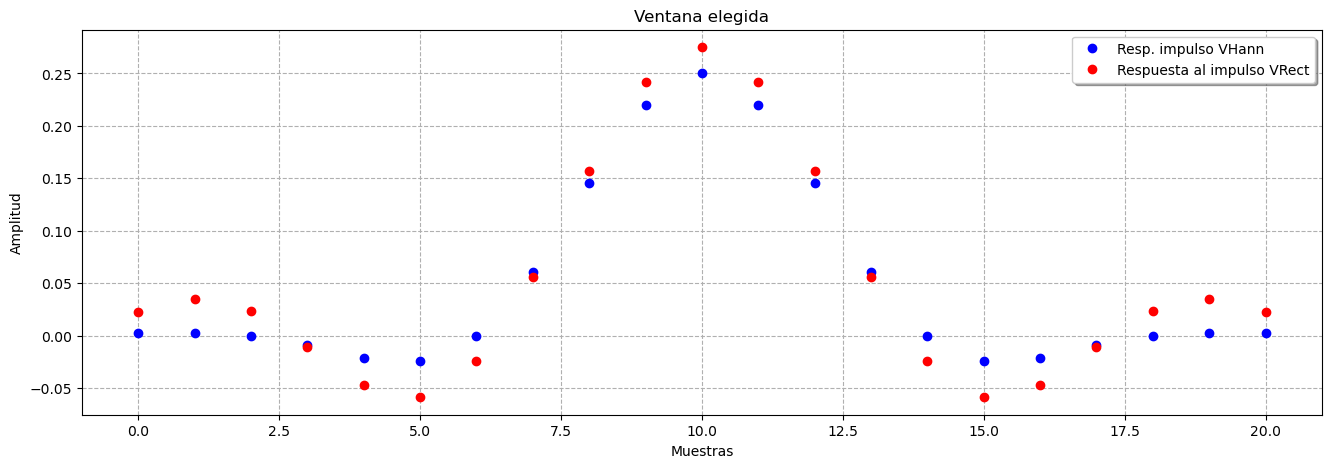 Ventana elegida
Resp. impulso VHann
Respuesta al impulso VRect
Amplitud
0.25
0.20
0.15
0.10
0.05
0.00
−0.05
0.0 2.5 5.0 7.5 10.0 12.5 15.0 17.5 20.0
Muestras